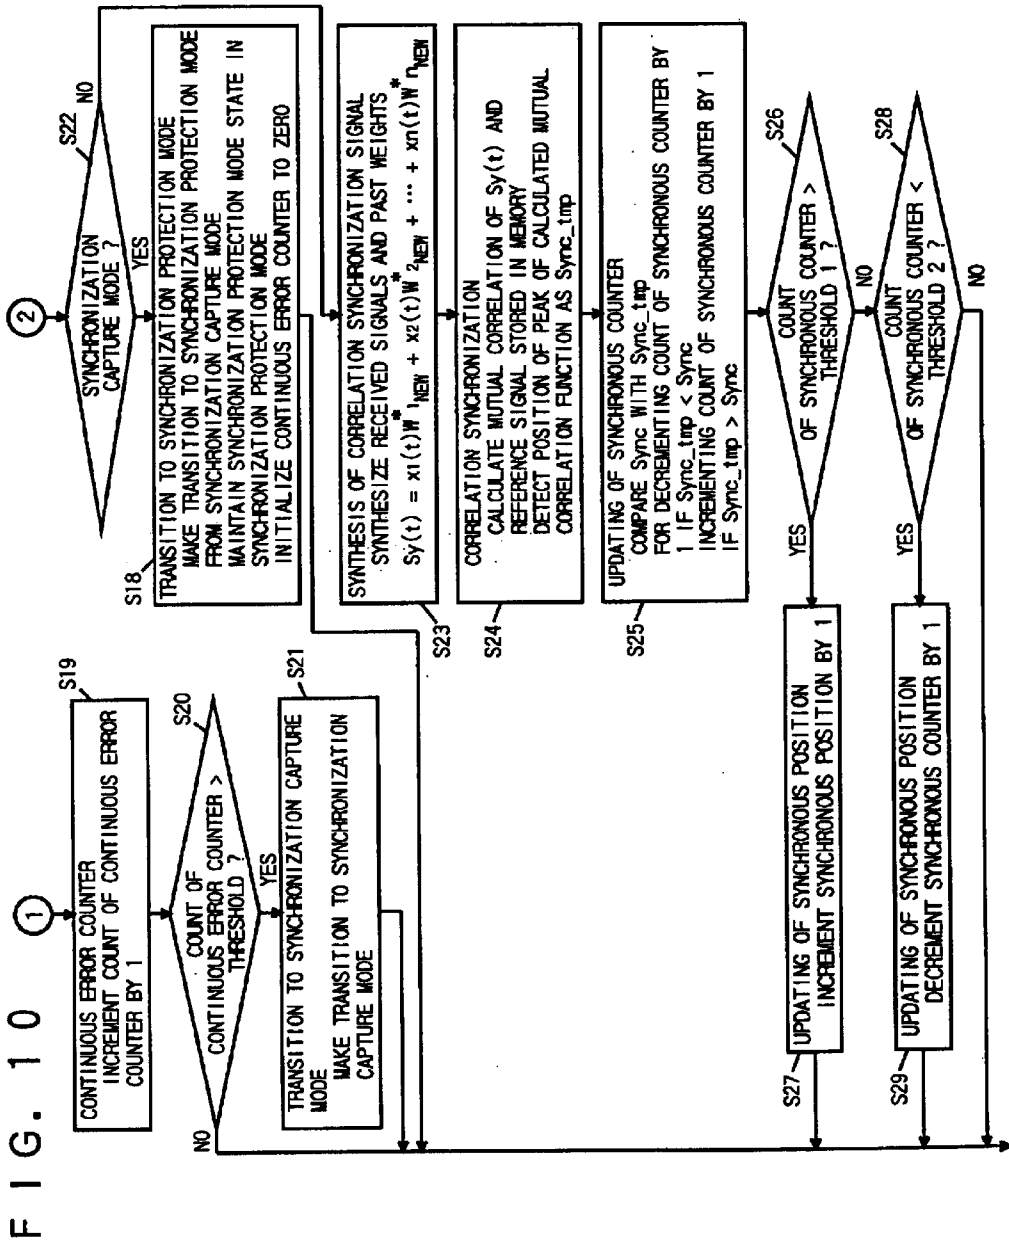 FIG. 10
1
CONTINUOUS ERROR COUNTER
INCREMENT COUNT OF CONTINUOUS ERROR
COUNTER BY 1
S19
COUNT OF
CONTINUOUS ERROR COUNTER >
THRESHOLD ?
S20
NO
YES
TRANSITION TO SYNCHRONIZATION CAPTURE
MODE
MAKE TRANSITION TO SYNCHRONIZATION
CAPTURE MODE
S21
2
SYNCHRONIZATION
CAPTURE MODE ?
S22
NO
YES
S18
TRANSITION TO SYNCHRONIZATION PROTECTION MODE
MAKE TRANSITION TO SYNCHRONIZATION PROTECTION MODE
FROM SYNCHRONIZATION CAPTURE MODE
MAINTAIN SYNCHRONIZATION PROTECTION MODE STATE IN
SYNCHRONIZATION PROTECTION MODE
INITIALIZE CONTINUOUS ERROR COUNTER TO ZERO
SYNTHESIS OF CORRELATION SYNCHRONIZATION SIGNAL
SYNTHESIZE RECEIVED SIGNALS AND PAST WEIGHTS
Sy(t) = x1(t)W*1NEW + x2(t)W*2NEW + ··· + xn(t)W*nNEW
S23
CORRELATION SYNCHRONIZATION
CALCULATE MUTUAL CORRELATION OF Sy(t) AND
REFERENCE SIGNAL STORED IN MEMORY
DETECT POSITION OF PEAK OF CALCULATED MUTUAL
CORRELATION FUNCTION AS Sync_tmp
S24
UPDATING OF SYNCHRONOUS COUNTER
COMPARE Sync WITH Sync_tmp
FOR DECREMENTING COUNT OF SYNCHRONOUS COUNTER BY
1 IF Sync_tmp < Sync
INCREMENTING COUNT OF SYNCHRONOUS COUNTER BY 1
IF Sync_tmp > Sync
S25
COUNT
OF SYNCHRONOUS COUNTER >
THRESHOLD 1 ?
S26
YES
NO
S27
UPDATING OF SYNCHRONOUS POSITION
INCREMENT SYNCHRONOUS POSITION BY 1
COUNT
OF SYNCHRONOUS COUNTER <
THRESHOLD 2 ?
S28
YES
NO
S29
UPDATING OF SYNCHRONOUS POSITION
DECREMENT SYNCHRONOUS COUNTER BY 1